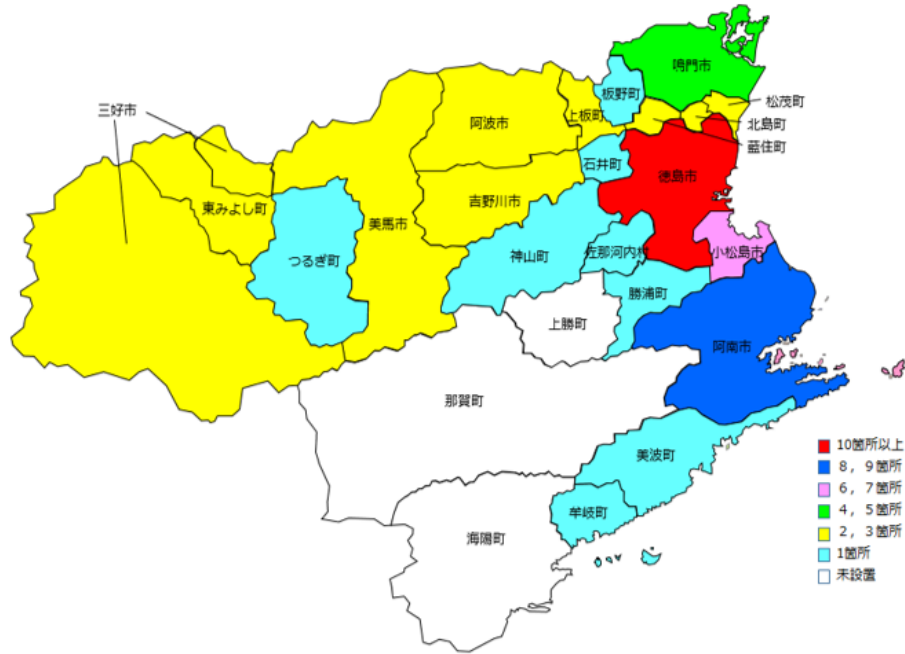 鳴門市
板野町
松茂町
三好市
上板町
阿波市
北島町
藍住町
石井町
徳島市
東みよし町
吉野川市
美馬市
小松島市
佐那河内村
神山町
つるぎ町
勝浦町
上勝町
阿南市
那賀町
美波町
牟岐町
海陽町
10箇所以上
8，9箇所
6，7箇所
4，5箇所
2，3箇所
1箇所
未設置